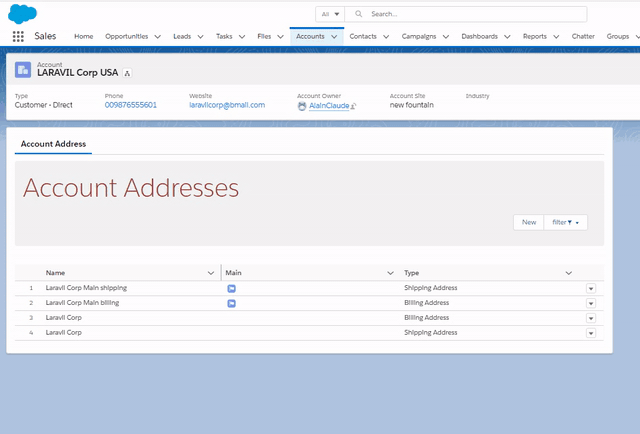 All Search...
Sales Home Opportunities Leads Tasks Files Accounts Contacts Campaigns Dashboards Reports Chatter Groups
Account
LARAVIL Corp USA
Type Phone Website Account Owner Account Site Industry
Customer - Direct 009876555601 laravilcorp@bmail.com AlainClaude new fountain
Account Address
Account Addresses
New filter
Name Main Type
1 Laravil Corp Main shipping Shipping Address
2 Laravil Corp Main billing Billing Address
3 Laravil Corp Billing Address
4 Laravil Corp Shipping Address